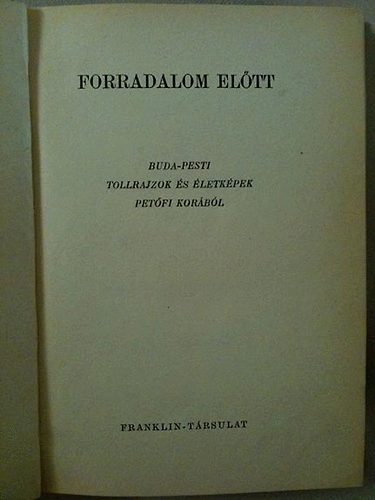 FORRADALOM ELŐTT
BUDA-PESTI
TOLLRAJZOK ÉS ÉLETKÉPEK
PETŐFI KORÁBÓL
FRANKLIN-TÁRSULAT